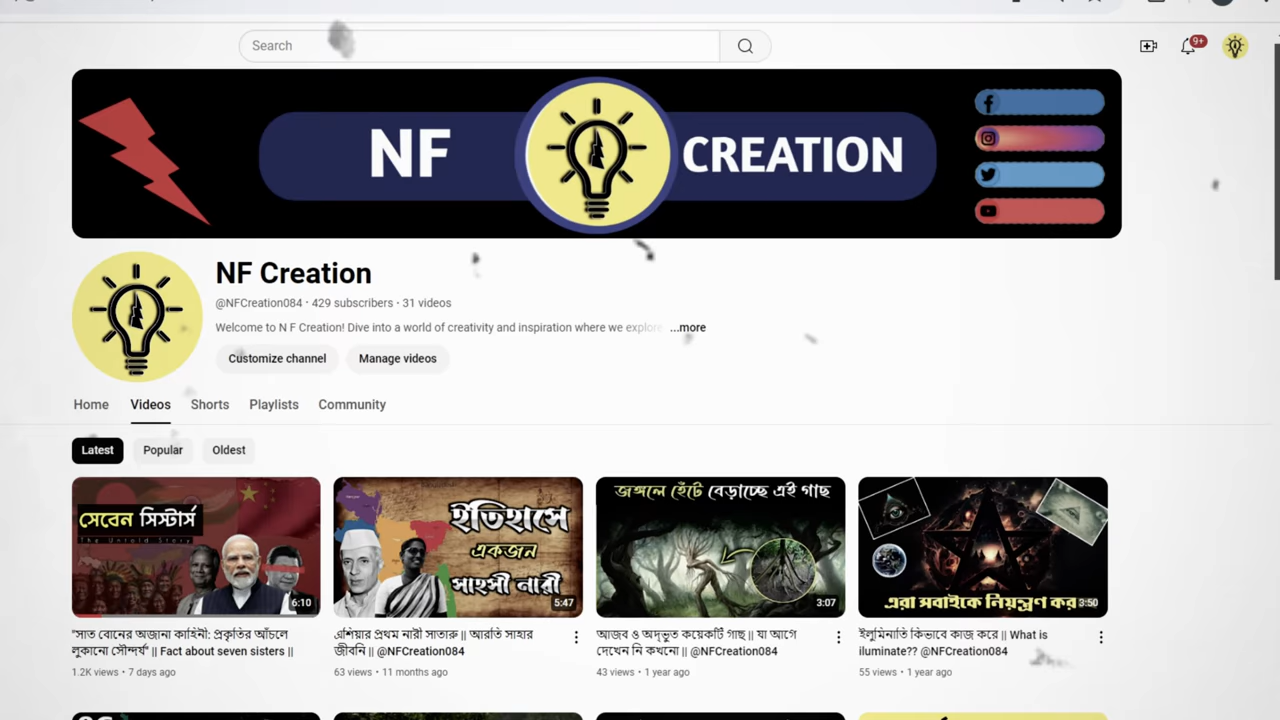 Search
9+
NF CREATION
NF Creation
@NFCreation084 · 429 subscribers · 31 videos
Welcome to N F Creation! Dive into a world of creativity and inspiration where we explore ...more
Customize channel
Manage videos
Home
Videos
Shorts
Playlists
Community
Latest
Popular
Oldest
সেবেন সিস্টার্স
The Untold Story
6:10
ইতিহাসে
একজন
সাহসী নারী
5:47
জঙ্গলে হেঁটে বেড়াচ্ছে এই গাছ
3:07
এরা সবাইকে নিয়ন্ত্রণ কর
3:50
"সাত বোনের অজানা কাহিনী: প্রকৃতির আঁচলে
লুকানো সৌন্দর্য" || Fact about seven sisters ||
1.2K views · 7 days ago
এশিয়ার প্রথম নারী সাতারু || আরতি সাহার
জীবনি || @NFCreation084
63 views · 11 months ago
আজব ও অদ্ভুত কয়েকটি গাছ || যা আগে
দেখেন নি কখনো || @NFCreation084
43 views · 1 year ago
ইলুমিনাতি কিভাবে কাজ করে || What is
iluminate?? @NFCreation084
55 views · 1 year ago